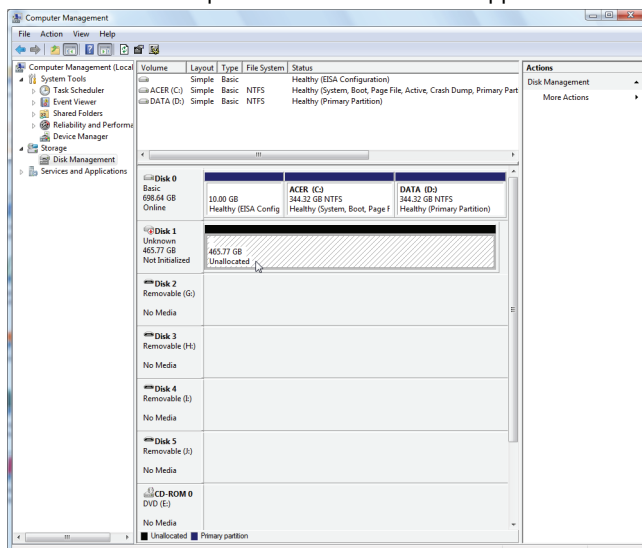 Computer Management
File Action View Help
Computer Management (Local
System Tools
Task Scheduler
Event Viewer
Shared Folders
Reliability and Performa
Device Manager
Storage
Disk Management
Services and Applications
Volume Layout Type File System Status
Simple Basic Healthy (EISA Configuration)
ACER (C:) Simple Basic NTFS Healthy (System, Boot, Page File, Active, Crash Dump, Primary Part
DATA (D:) Simple Basic NTFS Healthy (Primary Partition)
Disk 0
Basic
698.64 GB
Online
10.00 GB
Healthy (EISA Config
ACER (C:)
344.32 GB NTFS
Healthy (System, Boot, Page F
DATA (D:)
344.32 GB NTFS
Healthy (Primary Partition)
Disk 1
Unknown
465.77 GB
Not Initialized
465.77 GB
Unallocated
Disk 2
Removable (G:)
No Media
Disk 3
Removable (H:)
No Media
Disk 4
Removable (I:)
No Media
Disk 5
Removable (J:)
No Media
CD-ROM 0
DVD (E:)
No Media
Unallocated Primary partition
Actions
Disk Management
More Actions